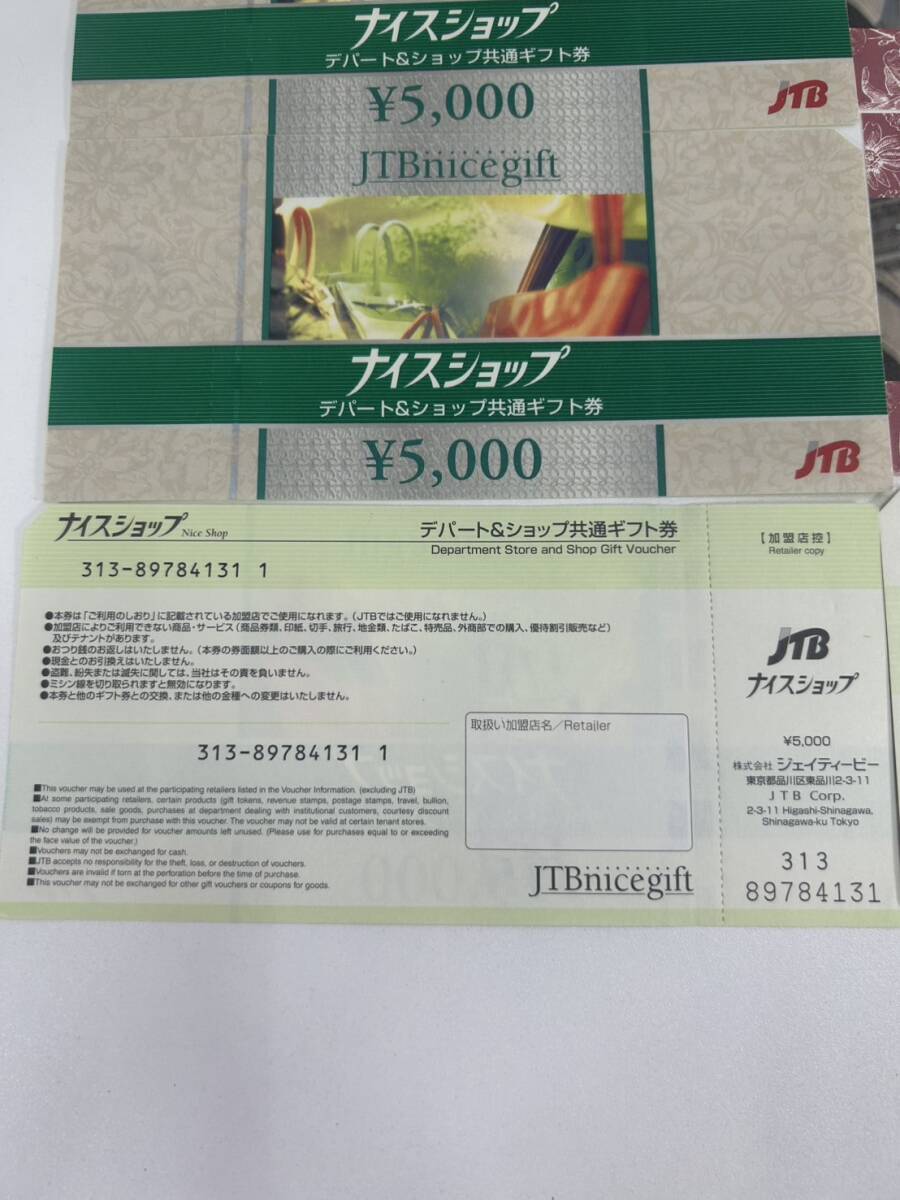 ナイスショップ
デパート&ショップ共通ギフト券
¥5,000
JTB
JTBnicegift
ナイスショップ
デパート&ショップ共通ギフト券
¥5,000
JTB
ナイスショップ Nice Shop
デパート&ショップ共通ギフト券
Department Store and Shop Gift Voucher
313-89784131 1
●本券は「ご利用のしおり」に記載されている加盟店でご使用になれます。(JTBではご使用になれません。)
●加盟店によりご利用できない商品・サービス(商品券類、印紙、切手、旅行、地金類、たばこ、特売品、外商部での購入、優待割引販売など)
及びテナントがあります。
●おつり銭のお返しはいたしません。(本券の券面額以上のご購入の際にご利用ください。)
●現金とのお引換えはいたしません。
●盗難、紛失または滅失に関しては、当社はその責を負いません。
●ミシン線を切り取られますと無効になります。
●本券と他のギフト券との交換、または他の金種への変更はいたしません。
313-89784131 1
■This voucher may be used at the participating retailers listed in the Voucher Information. (excluding JTB)
■At some participating retailers, certain products (gift tokens, revenue stamps, postage stamps, travel, bullion,
tobacco products, sale goods, purchases at department dealing with institutional customers, courtesy discount
sales) may be exempt from purchase with this voucher. The voucher may not be valid at certain tenant stores.
■No change will be provided for voucher amounts left unused. (Please use for purchases equal to or exceeding
the face value of the voucher.)
■Vouchers may not be exchanged for cash.
■JTB accepts no responsibility for the theft, loss, or destruction of vouchers.
■Vouchers are invalid if torn at the perforation before the time of purchase.
■This voucher may not be exchanged for other gift vouchers or coupons for goods.
取扱い加盟店名/Retailer
JTBnicegift
【加盟店控】
Retailer copy
JTB
ナイスショップ
¥5,000
株式会社 ジェイティービー
東京都品川区東品川2-3-11
JTB Corp.
2-3-11 Higashi-Shinagawa,
Shinagawa-ku Tokyo
313
89784131